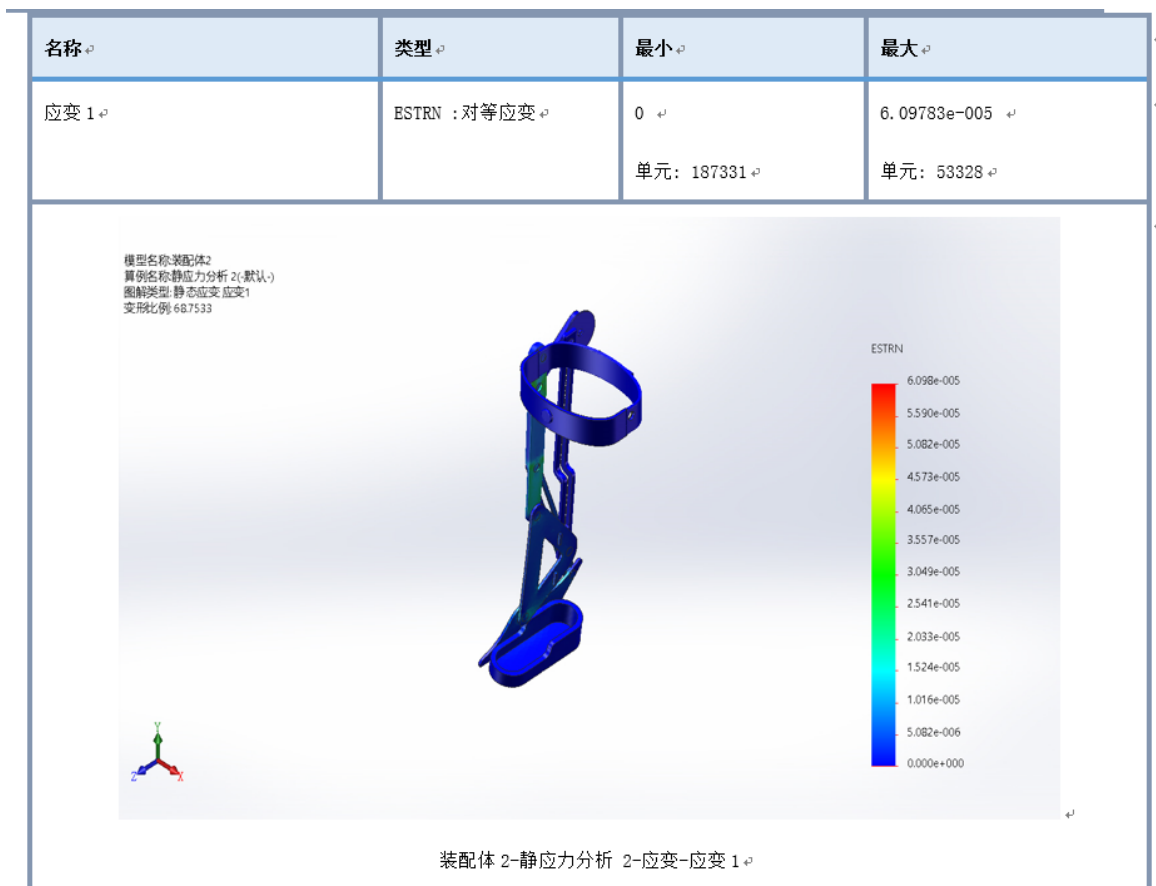 名称 类型 最小 最大
应变 1 ESTRN :对等应变 0 6.09783e-005
单元: 187331 单元: 53328
模型名称:装配体2
算例名称:静应力分析 2(-默认-)
图解类型:静态应变 应变1
变形比例: 68.7533
ESTRN
6.098e-005
5.590e-005
5.082e-005
4.573e-005
4.065e-005
3.557e-005
3.049e-005
2.541e-005
2.033e-005
1.524e-005
1.016e-005
5.082e-006
0.000e+000
Y
Z X
装配体 2-静应力分析 2-应变-应变 1